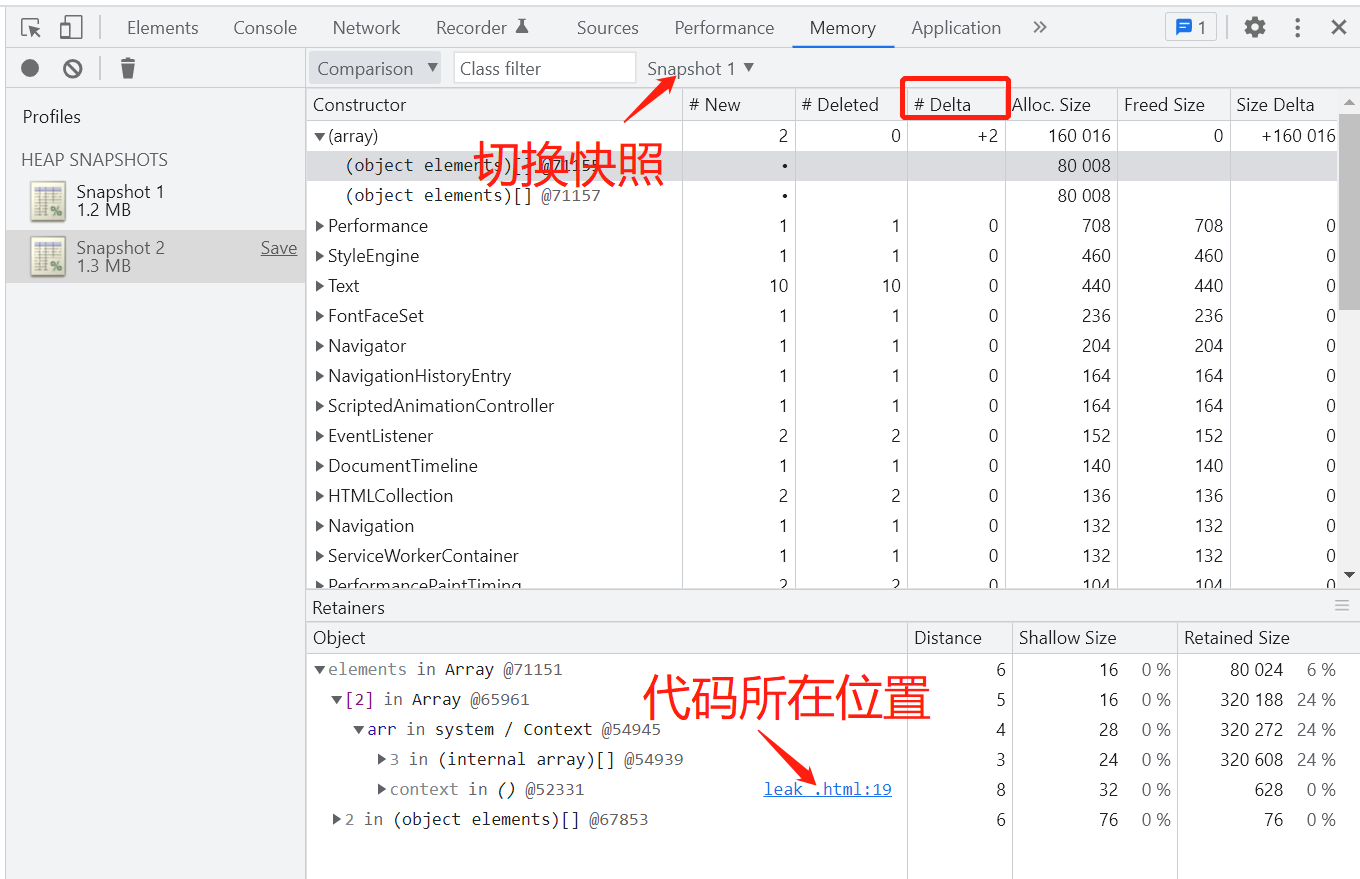 Elements Console Network Recorder Sources Performance Memory Application » 1
Comparison ▼ Class filter Snapshot 1 ▼
Profiles
HEAP SNAPSHOTS
Snapshot 1
1.2 MB
Snapshot 2 Save
1.3 MB
Constructor # New # Deleted # Delta Alloc. Size Freed Size Size Delta
▼(array) 2 0 +2 160 016 0 +160 016
(object elements)[] @71155 • 80 008
切换快照
(object elements)[] @71157 • 80 008
▶Performance 1 1 0 708 708 0
▶StyleEngine 1 1 0 460 460 0
▶Text 10 10 0 440 440 0
▶FontFaceSet 1 1 0 236 236 0
▶Navigator 1 1 0 204 204 0
▶NavigationHistoryEntry 1 1 0 164 164 0
▶ScriptedAnimationController 1 1 0 164 164 0
▶EventListener 2 2 0 152 152 0
▶DocumentTimeline 1 1 0 140 140 0
▶HTMLCollection 2 2 0 136 136 0
▶Navigation 1 1 0 132 132 0
▶ServiceWorkerContainer 1 1 0 132 132 0
▶PerformancePaintTiming 2 2 0 104 104 0
Retainers
Object Distance Shallow Size Retained Size
▼elements in Array @71151 6 16 0 % 80 024 6 %
▼[2] in Array @65961 5 16 0 % 320 188 24 %
代码所在位置
▼arr in system / Context @54945 4 28 0 % 320 272 24 %
▶3 in (internal array)[] @54939 3 24 0 % 320 608 24 %
▶context in () @52331 leak .html:19 8 32 0 % 628 0 %
▶2 in (object elements)[] @67853 6 76 0 % 76 0 %